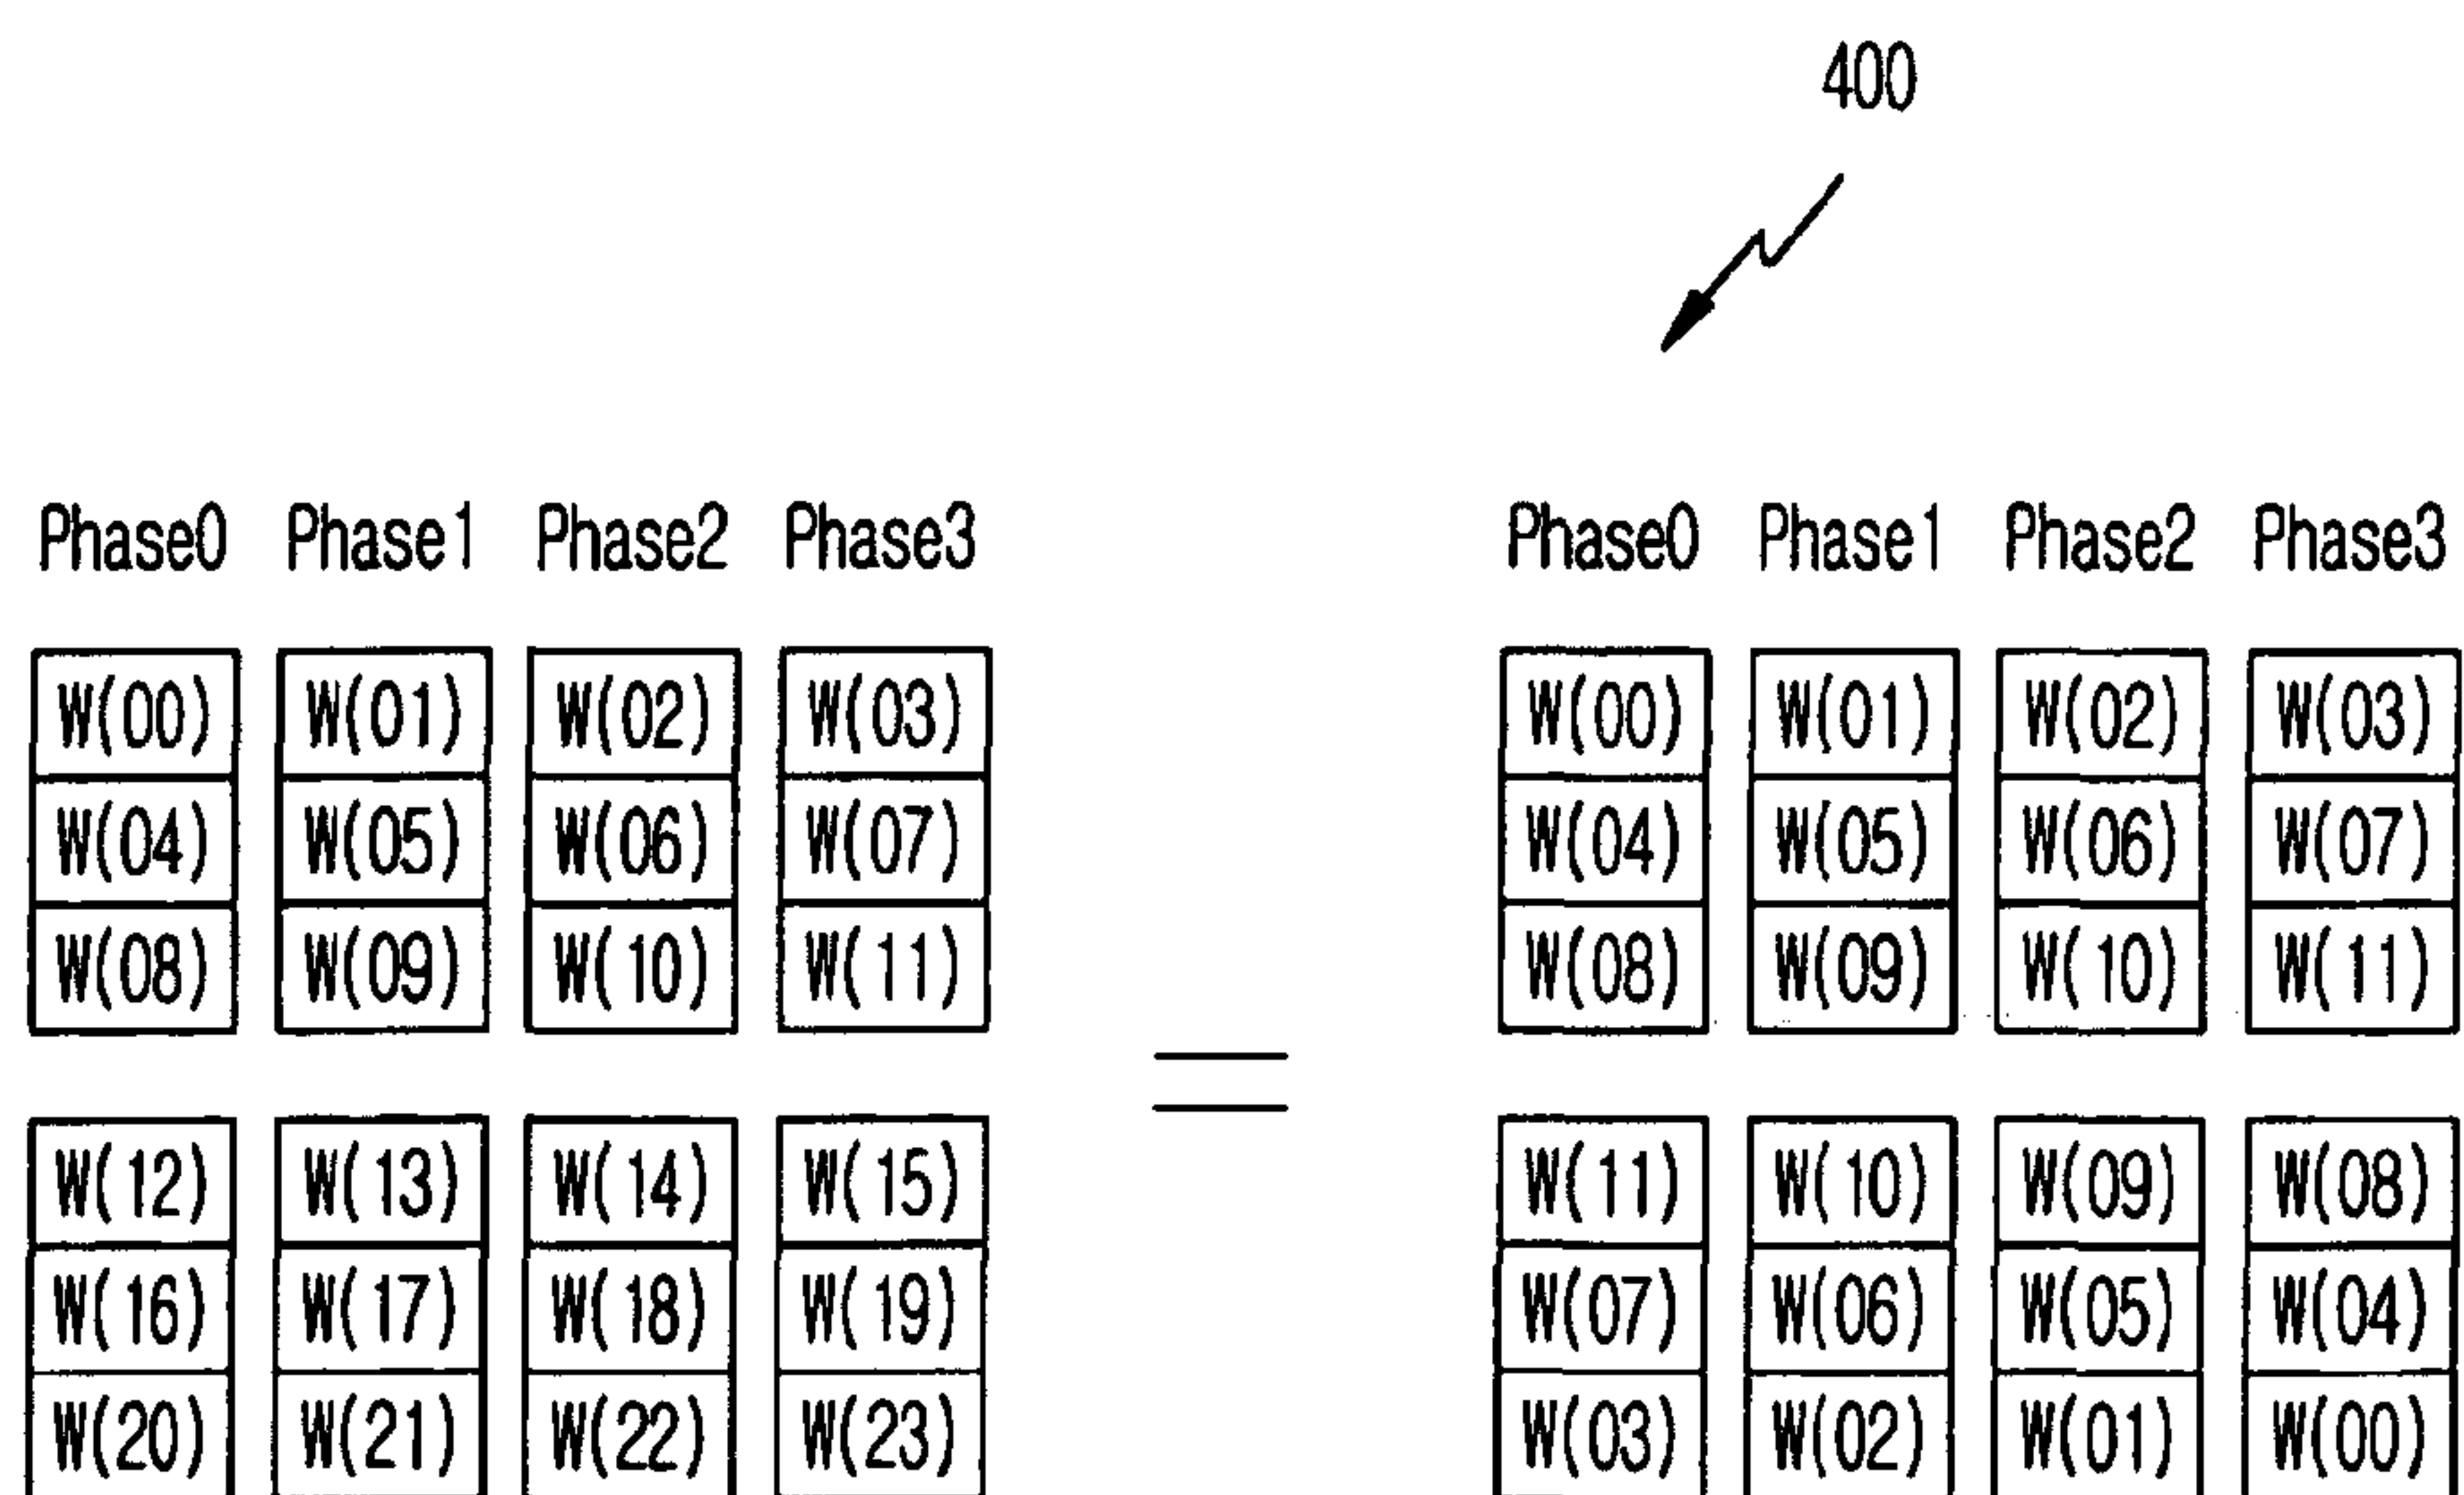 400
Phase0 Phase1 Phase2 Phase3 Phase0 Phase1 Phase2 Phase3
W(00) W(01) W(02) W(03) W(00) W(01) W(02) W(03)
W(04) W(05) W(06) W(07) W(04) W(05) W(06) W(07)
W(08) W(09) W(10) W(11) W(08) W(09) W(10) W(11)
=
W(12) W(13) W(14) W(15) W(11) W(10) W(09) W(08)
W(16) W(17) W(18) W(19) W(07) W(06) W(05) W(04)
W(20) W(21) W(22) W(23) W(03) W(02) W(01) W(00)